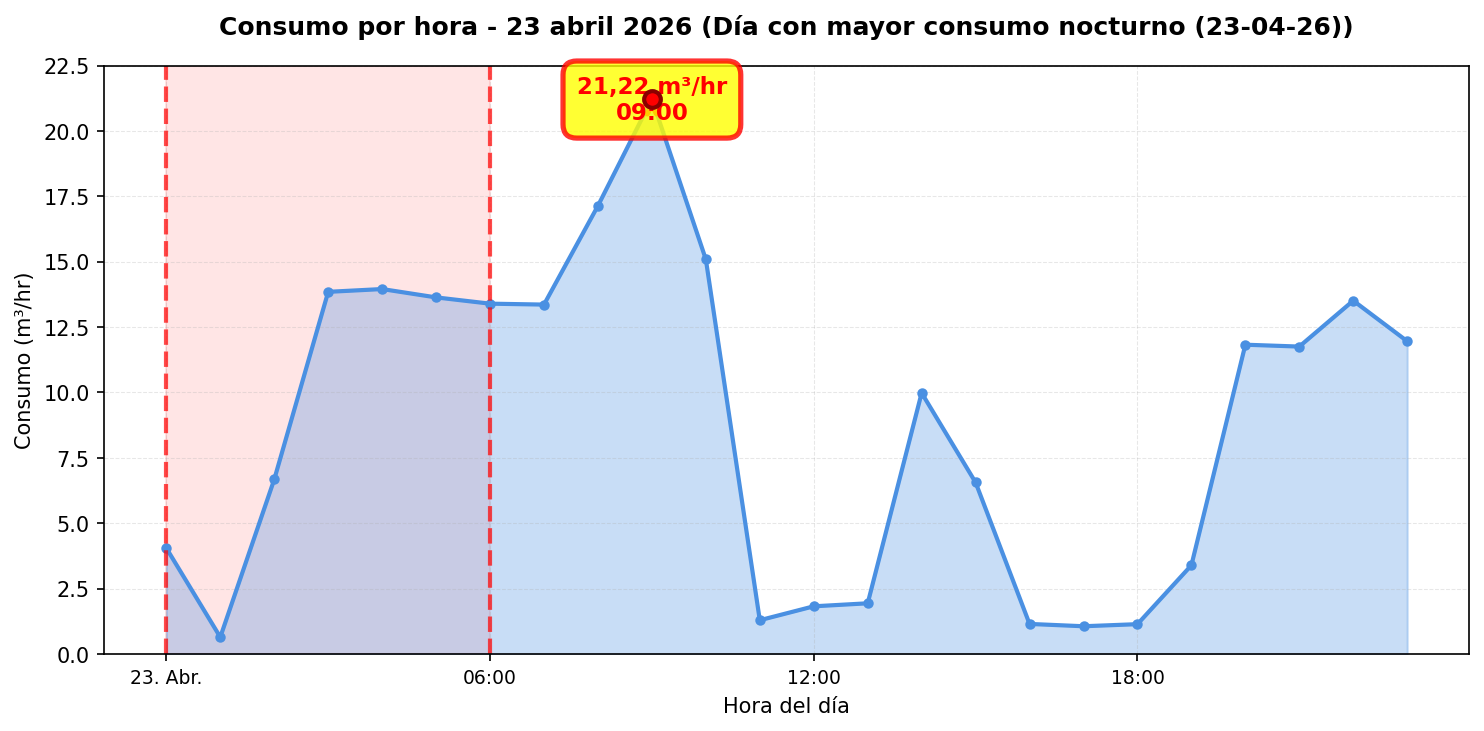 Consumo por hora - 23 abril 2026 (Día con mayor consumo nocturno (23-04-26))
21,22 m³/hr
09:00
Consumo (m³/hr)
22.5
20.0
17.5
15.0
12.5
10.0
7.5
5.0
2.5
0.0
23. Abr.
06:00
12:00
18:00
Hora del día